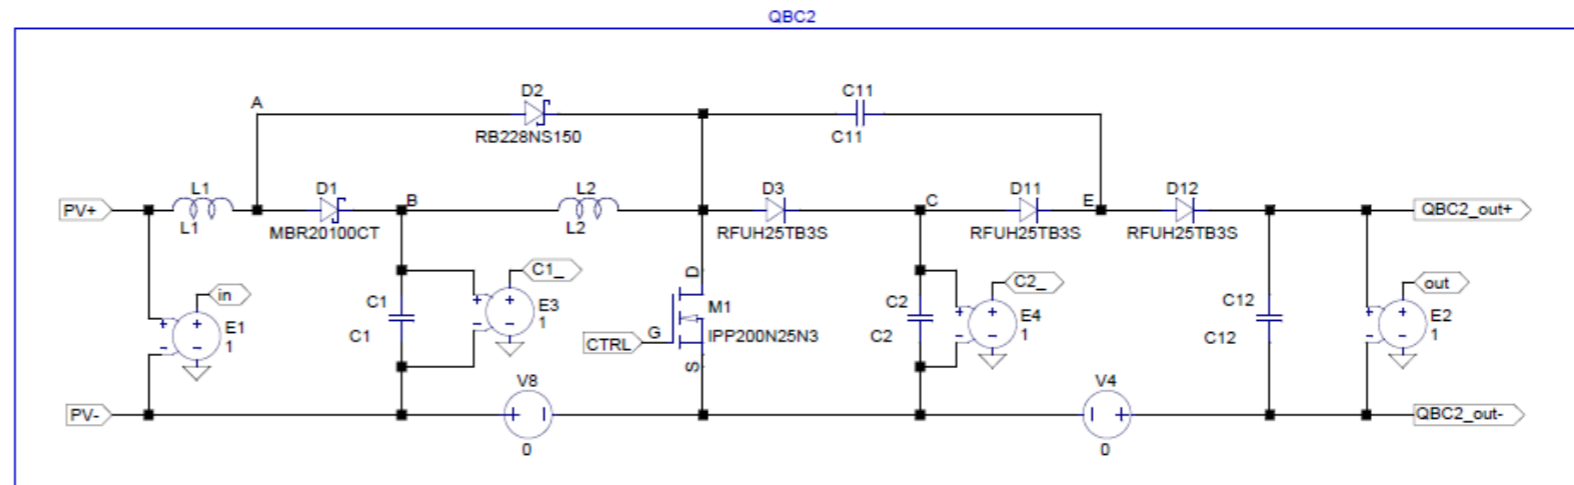 QBC2
D2
C11
A
RB228NS150
C11
L1
D1
B
L2
D3
C
D11
E
D12
PV+
QBC2_out+
L1
MBR20100CT
L2
RFUH25TB3S
RFUH25TB3S
RFUH25TB3S
C1_
D
C2_
out
in
C1
E3
M1
C2
E4
C12
E2
E1
C1
1
CTRL
G
IPP200N25N3
C2
1
C12
1
1
S
V8
V4
PV-
QBC2_out-
0
0